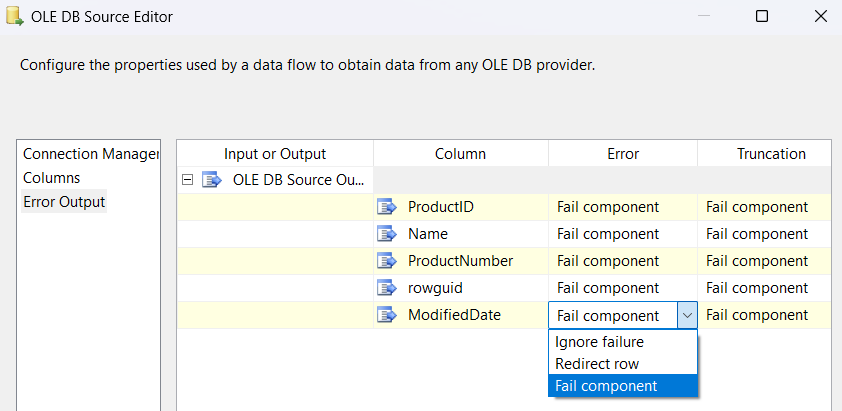 OLE DB Source Editor
Configure the properties used by a data flow to obtain data from any OLE DB provider.
Connection Manager
Columns
Error Output
Input or Output Column Error Truncation
OLE DB Source Ou...
ProductID Fail component Fail component
Name Fail component Fail component
ProductNumber Fail component Fail component
rowguid Fail component Fail component
ModifiedDate Fail component Fail component
Ignore failure
Redirect row
Fail component